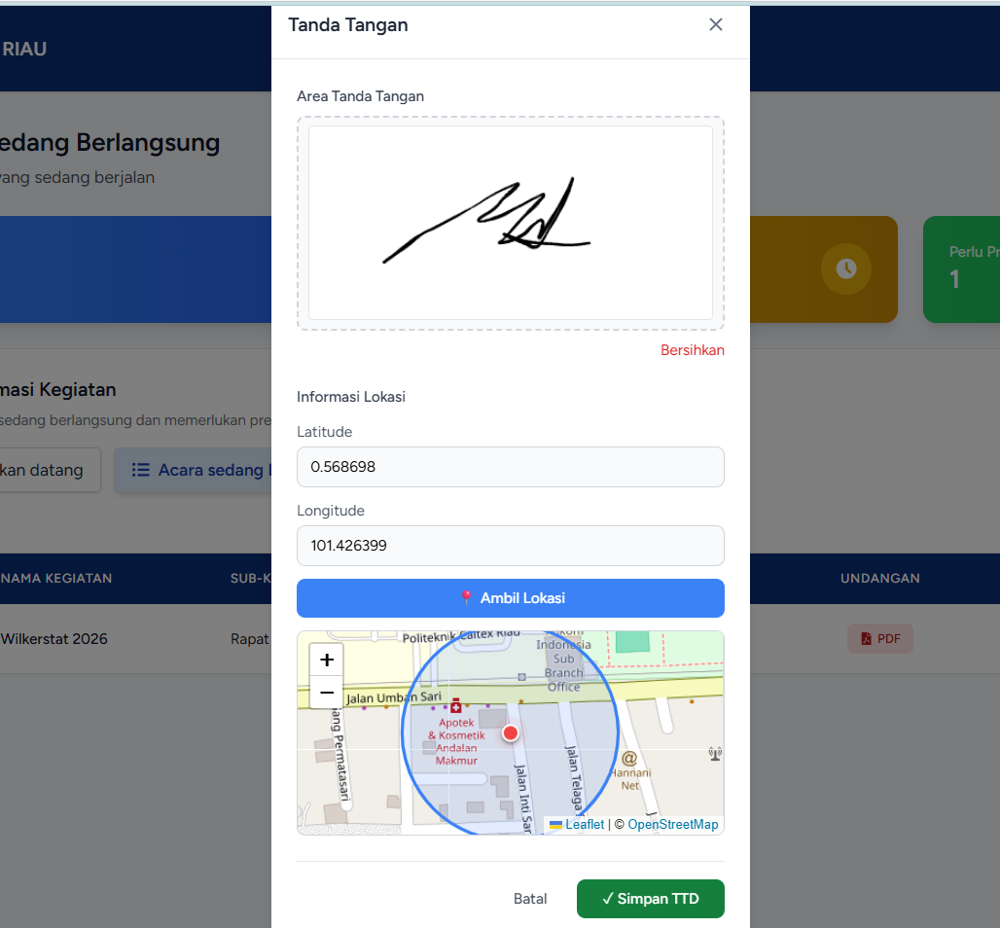 Tanda Tangan
RIAU
Area Tanda Tangan
edang Berlangsung
yang sedang berjalan
Perlu Pr
1
Bersihkan
masi Kegiatan
Informasi Lokasi
sedang berlangsung dan memerlukan pre
Latitude
0.568698
kan datang
Acara sedang
Longitude
101.426399
NAMA KEGIATAN
SUB-K
UNDANGAN
📍 Ambil Lokasi
Wilkerstat 2026
Rapat
PDF
Politeknik Caltex Riau
Indonesia
Sub
Branch
Office
+
−
Jalan Umban Sari
Apotek
& Kosmetik
Andalan
Makmur
ang Permatasari
Jalan Inti Sar
Jalan Telaga
Hannani
Net
Leaflet | © OpenStreetMap
Batal
✓ Simpan TTD